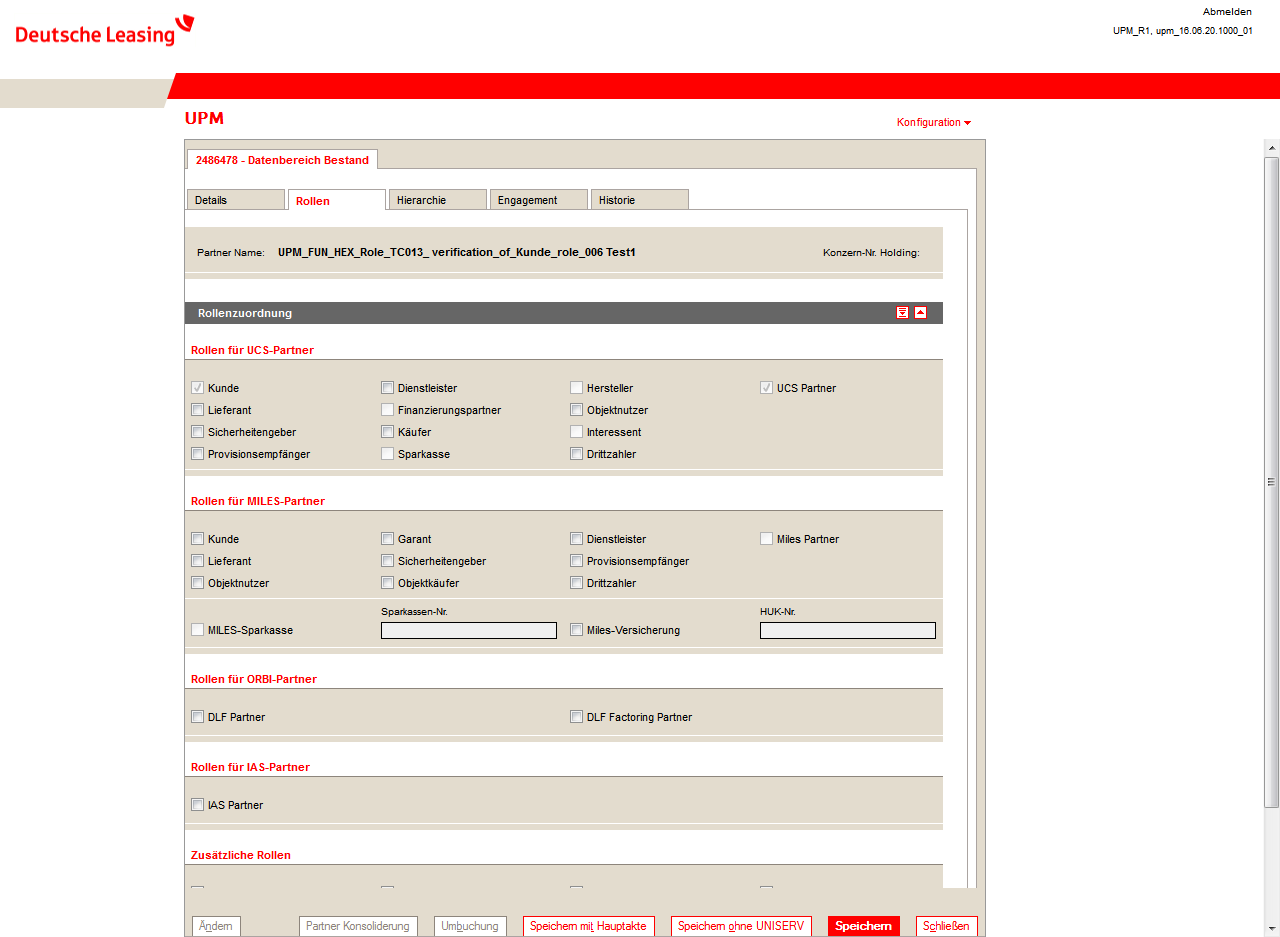 Deutsche Leasing
Abmelden
UPM_R1, upm_16.06.20.1000_01
UPM
Konfiguration
2486478 - Datenbereich Bestand
Details Rollen Hierarchie Engagement Historie
Partner Name: UPM_FUN_HEX_Role_TC013_ verification_of_Kunde_role_006 Test1 Konzern-Nr. Holding:
Rollenzuordnung
Rollen für UCS-Partner
Kunde Dienstleister Hersteller UCS Partner
Lieferant Finanzierungspartner Objektnutzer
Sicherheitengeber Käufer Interessent
Provisionsempfänger Sparkasse Drittzahler
Rollen für MILES-Partner
Kunde Garant Dienstleister Miles Partner
Lieferant Sicherheitengeber Provisionsempfänger
Objektnutzer Objektkäufer Drittzahler
Sparkassen-Nr. HUK-Nr.
MILES-Sparkasse Miles-Versicherung
Rollen für ORBI-Partner
DLF Partner DLF Factoring Partner
Rollen für IAS-Partner
IAS Partner
Zusätzliche Rollen
Ändern Partner Konsoliderung Umbuchung Speichern mit Hauptakte Speichern ohne UNISERV Speichern Schließen